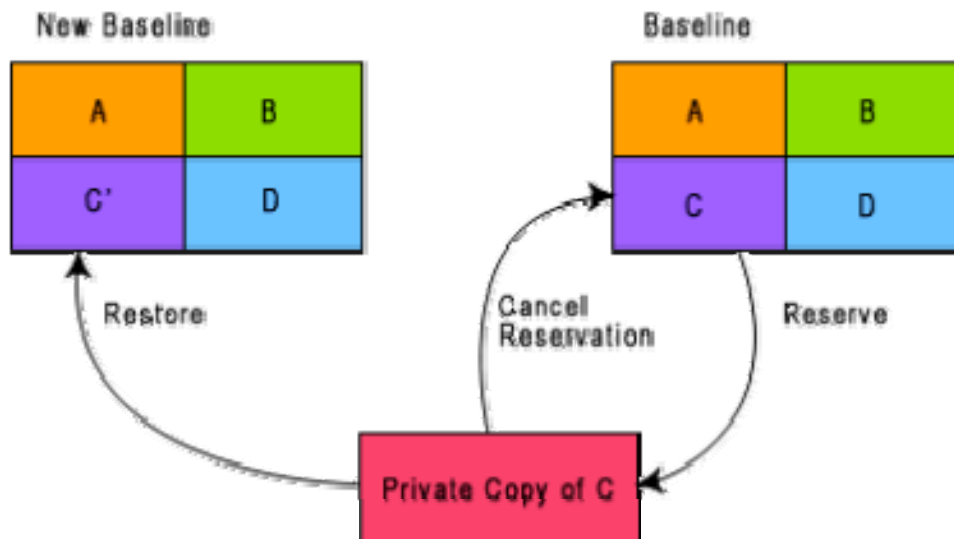 New Baseline
Baseline
A
B
A
B
C'
D
C
D
Restore
Cancel
Reservation
Reserve
Private Copy of C